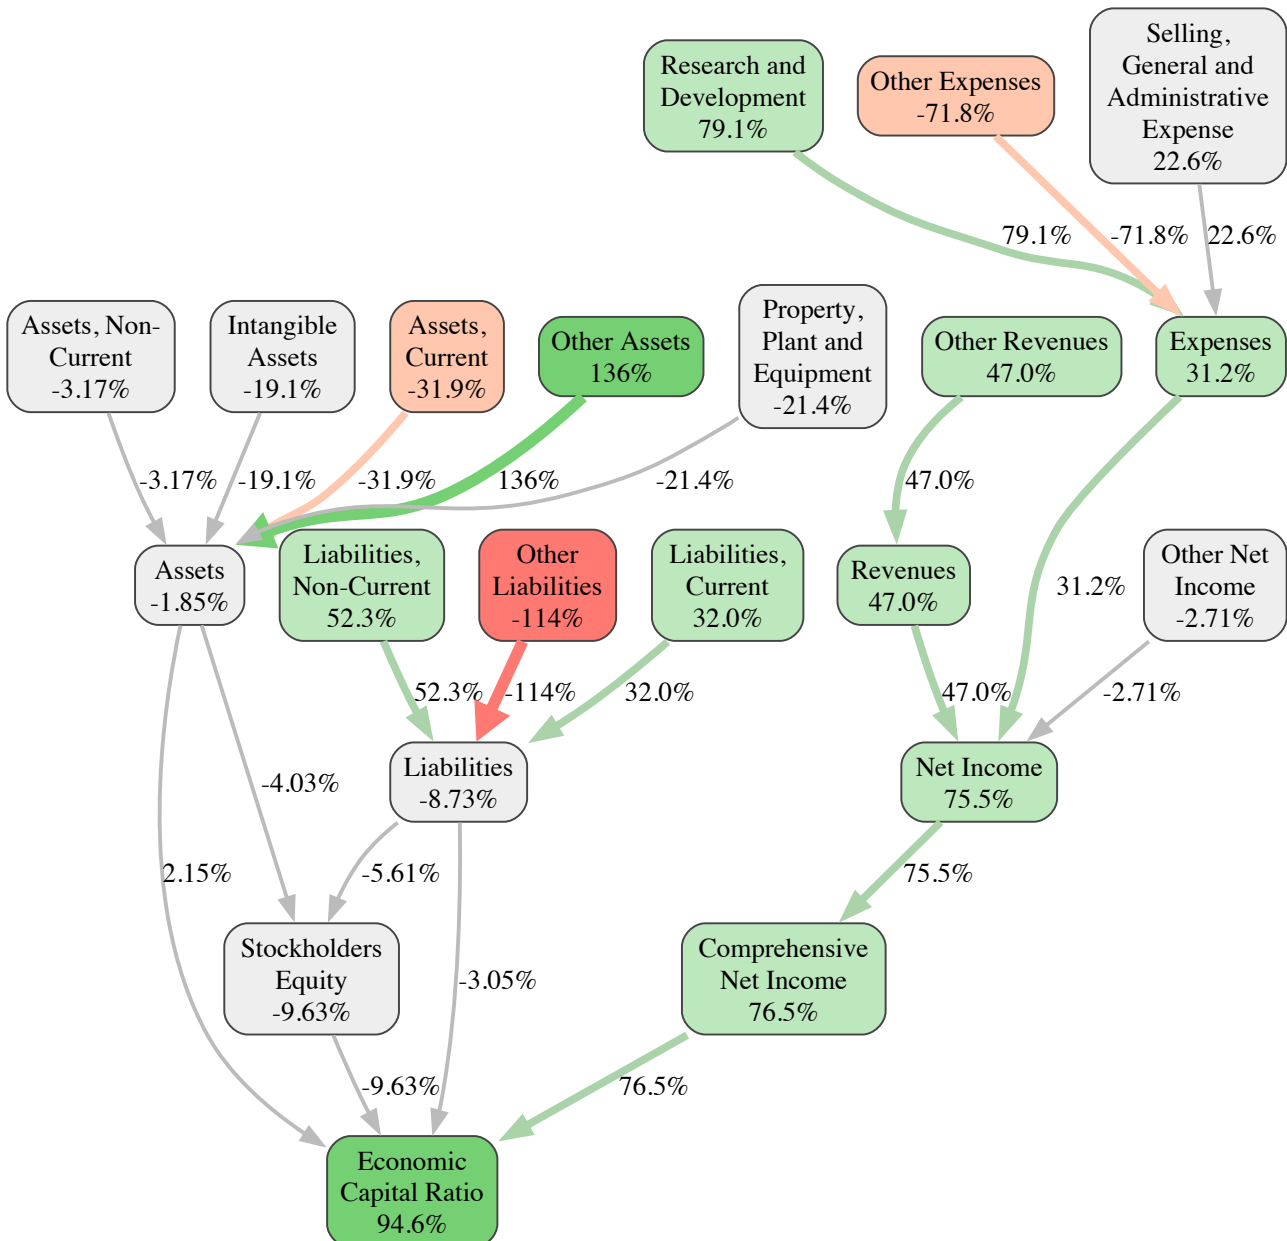 Selling,
General and
Administrative
Expense
22.6%
Research and
Development
79.1%
Other Expenses
-71.8%
79.1%
-71.8%
22.6%
Assets, Non-
Current
-3.17%
Intangible
Assets
-19.1%
Assets,
Current
-31.9%
Other Assets
136%
Property,
Plant and
Equipment
-21.4%
Other Revenues
47.0%
Expenses
31.2%
-3.17%
-19.1%
-31.9%
136%
-21.4%
47.0%
Assets
-1.85%
Liabilities,
Non-Current
52.3%
Other
Liabilities
-114%
Liabilities,
Current
32.0%
Revenues
47.0%
31.2%
Other Net
Income
-2.71%
52.3%
-114%
32.0%
47.0%
-2.71%
-4.03%
Liabilities
-8.73%
Net Income
75.5%
2.15%
-5.61%
75.5%
Stockholders
Equity
-9.63%
-3.05%
Comprehensive
Net Income
76.5%
-9.63%
76.5%
Economic
Capital Ratio
94.6%